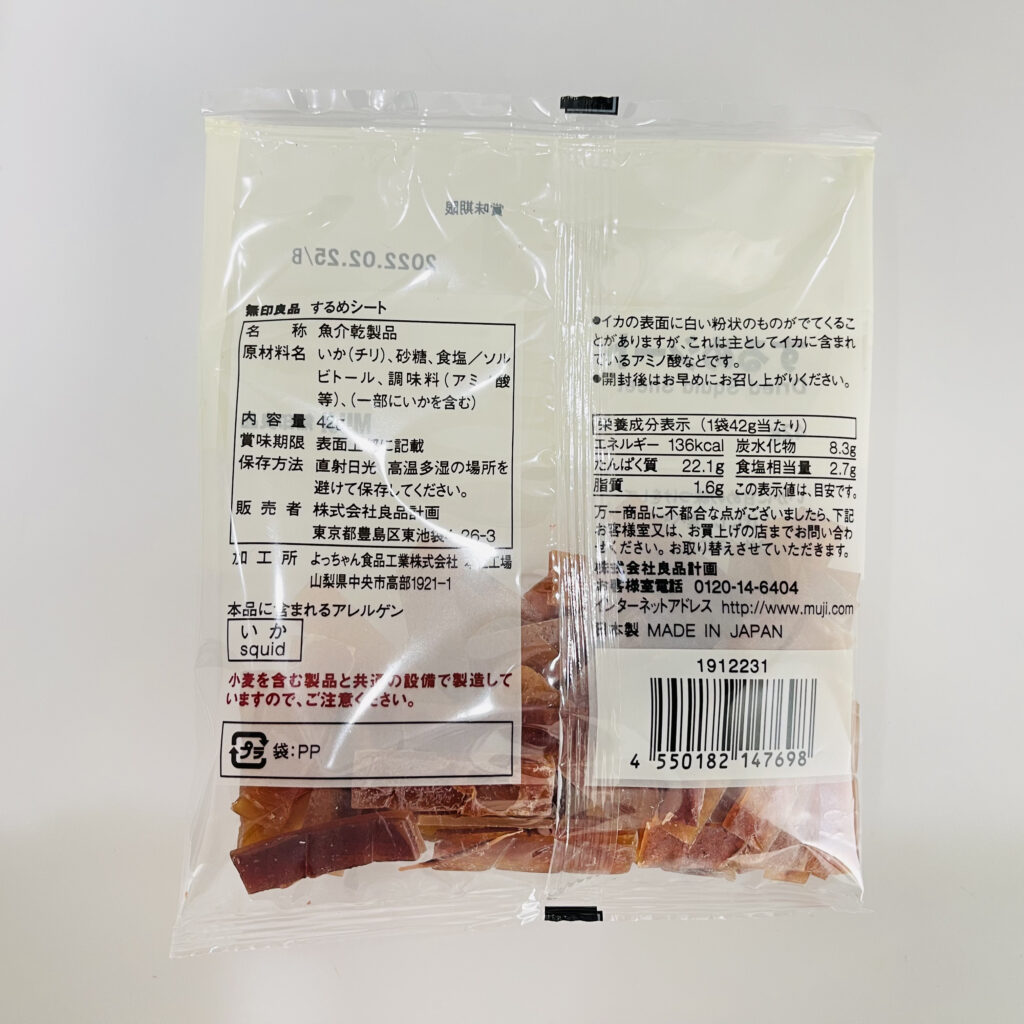 賞味期限
2022.02.25/B
無印良品 するめシート
名 称 魚介乾製品
原材料名 いか(チリ)、砂糖、食塩/ソル
ビトール、調味料(アミノ酸
等)、(一部にいかを含む)
内 容 量 42g
賞味期限 表面上部に記載
保存方法 直射日光、高温多湿の場所を
避けて保存してください。
販 売 者 株式会社良品計画
東京都豊島区東池袋4-26-3
加 工 所 よっちゃん食品工業株式会社 工場
山梨県中央市高部1921-1
本品に含まれるアレルゲン
いか
squid
小麦を含む製品と共通の設備で製造して
いますので、ご注意ください。
プラ 袋:PP
●イカの表面に白い粉状のものがでてくるこ
とがありますが、これは主としてイカに含まれ
ているアミノ酸などです。
●開封後はお早めにお召し上がりください。
栄養成分表示 (1袋42g当たり)
エネルギー 136kcal 炭水化物 8.3g
たんぱく質 22.1g 食塩相当量 2.7g
脂質 1.6g この表示値は、目安です。
万一商品に不都合な点がございましたら、下記
お客様室又は、お買上げの店までお問い合わ
せください。お取り替えさせていただきます。
株式会社良品計画
お客様室電話 0120-14-6404
インターネットアドレス http://www.muji.com
日本製 MADE IN JAPAN
1912231
4 550182 147698